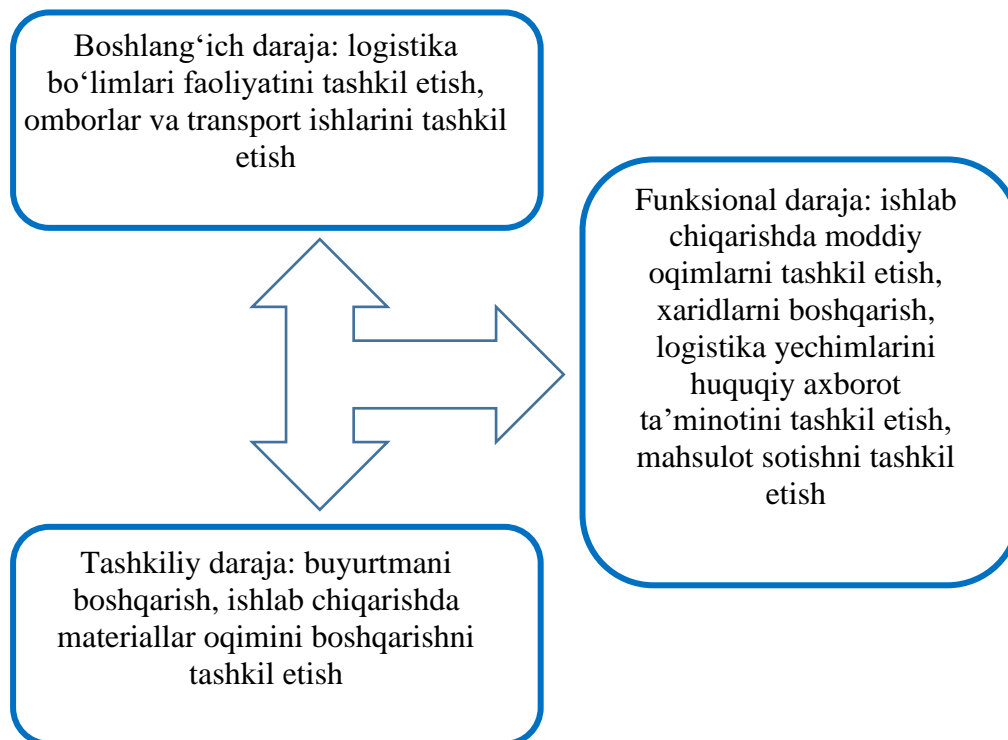 Boshlang‘ich daraja: logistika
bo‘limlari faoliyatini tashkil etish,
omborlar va transport ishlarini tashkil
etish
Funksional daraja: ishlab
chiqarishda moddiy
oqimlarni tashkil etish,
xaridlarni boshqarish,
logistika yechimlarini
huquqiy axborot
ta’minotini tashkil etish,
mahsulot sotishni tashkil
etish
Tashkiliy daraja: buyurtmani
boshqarish, ishlab chiqarishda
materiallar oqimini boshqarishni
tashkil etish